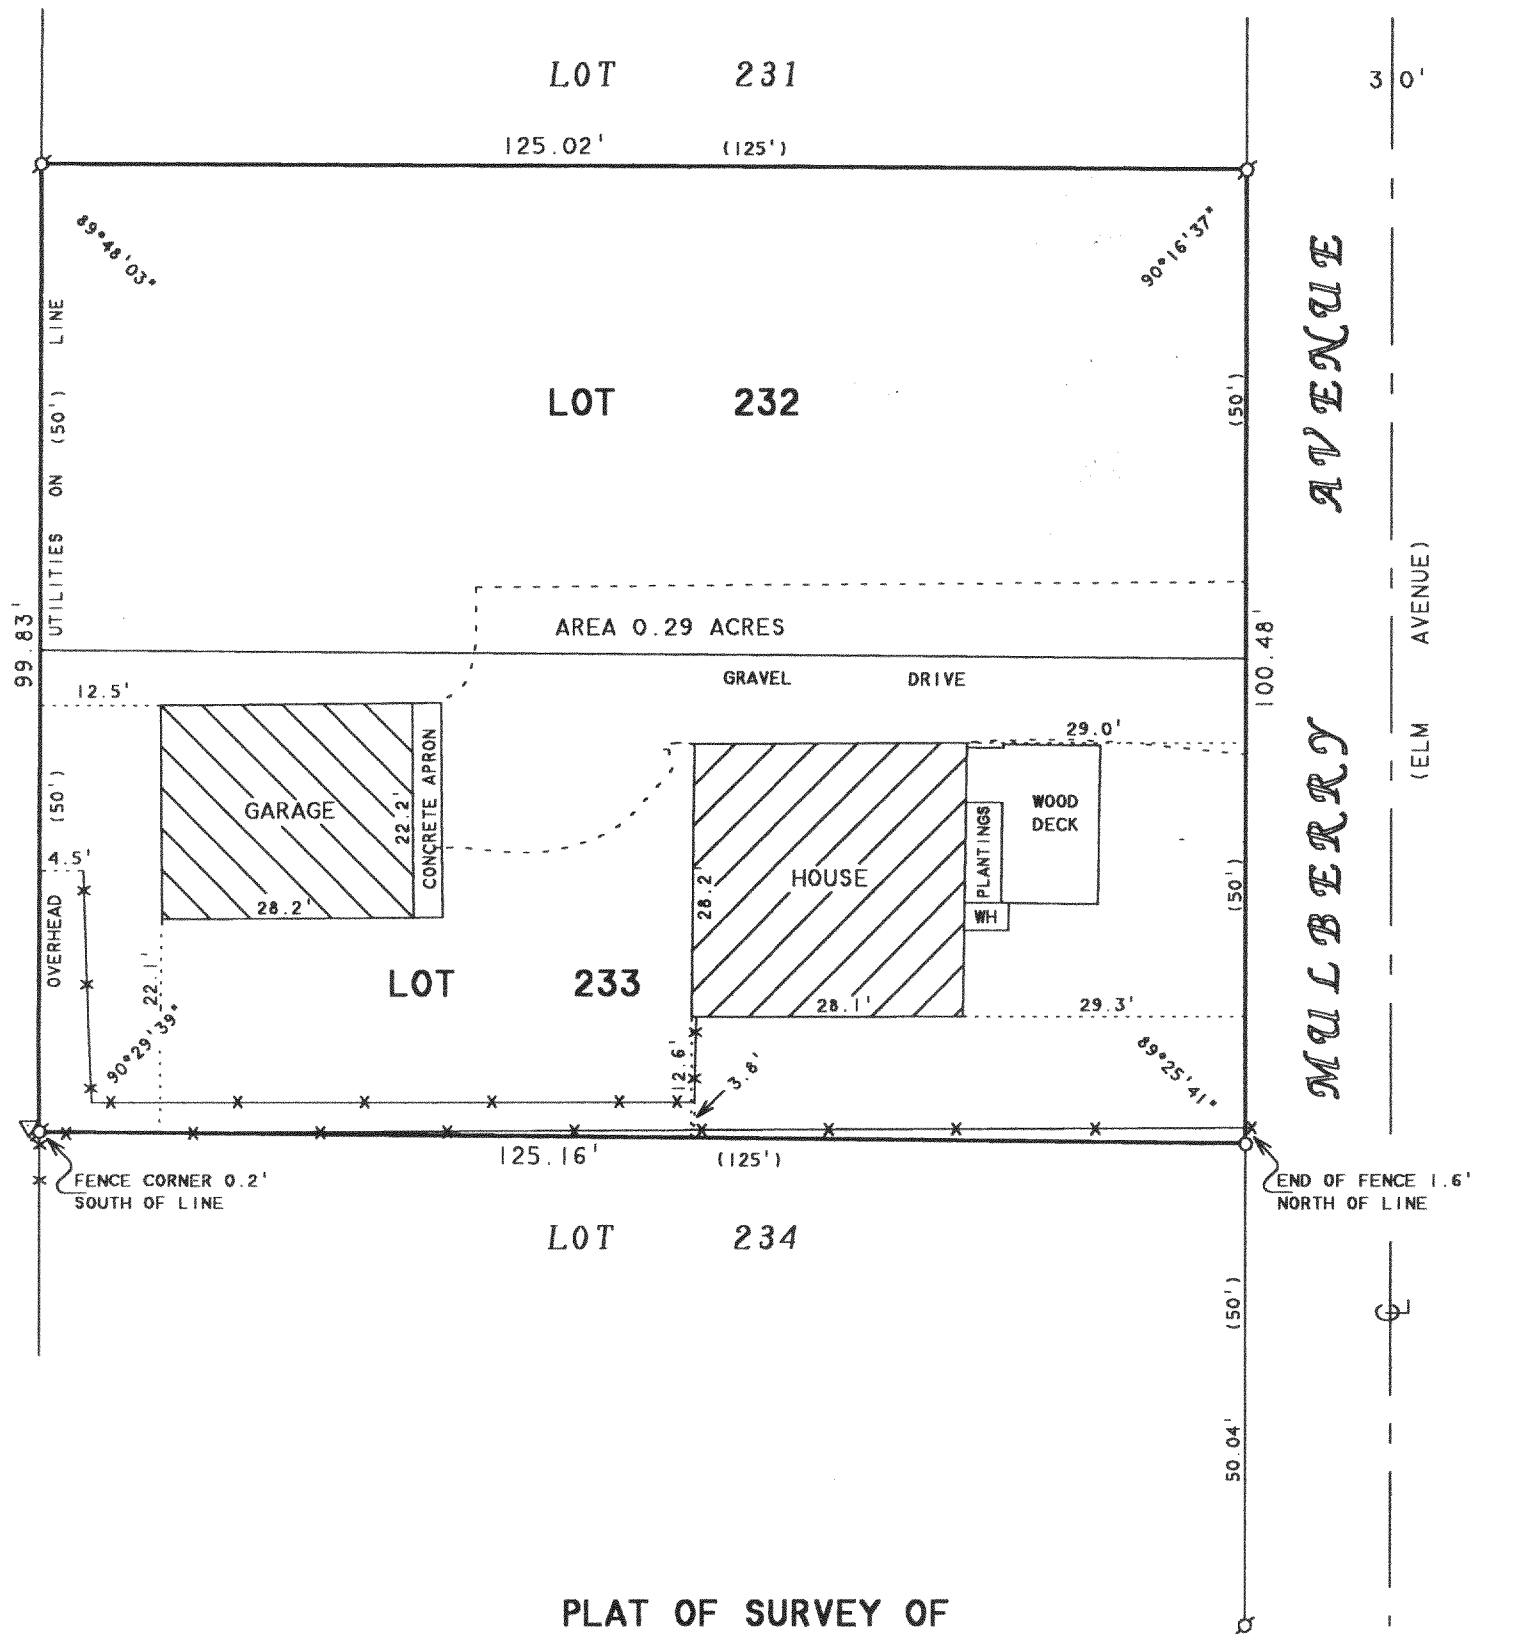 LOT 231
30'
125.02' (125')
89°48'03"
90°16'37"
OVERHEAD (50') UTILITIES ON (50') LINE
LOT 232
(50')
MULBERRY AVENUE
(ELM AVENUE)
99.83'
AREA 0.29 ACRES
100.48'
GRAVEL DRIVE
12.5'
29.0'
GARAGE
22.2'
CONCRETE APRON
28.2'
4.5'
WOOD
DECK
PLANTINGS
HOUSE
28.2'
WH
(50')
22.1'
LOT 233
28.1'
29.3'
90°29'39"
12.6'
3.8'
89°25'41"
125.16' (125')
FENCE CORNER 0.2'
SOUTH OF LINE
END OF FENCE 1.6'
NORTH OF LINE
LOT 234
(50')
℄
50.04'
PLAT OF SURVEY OF